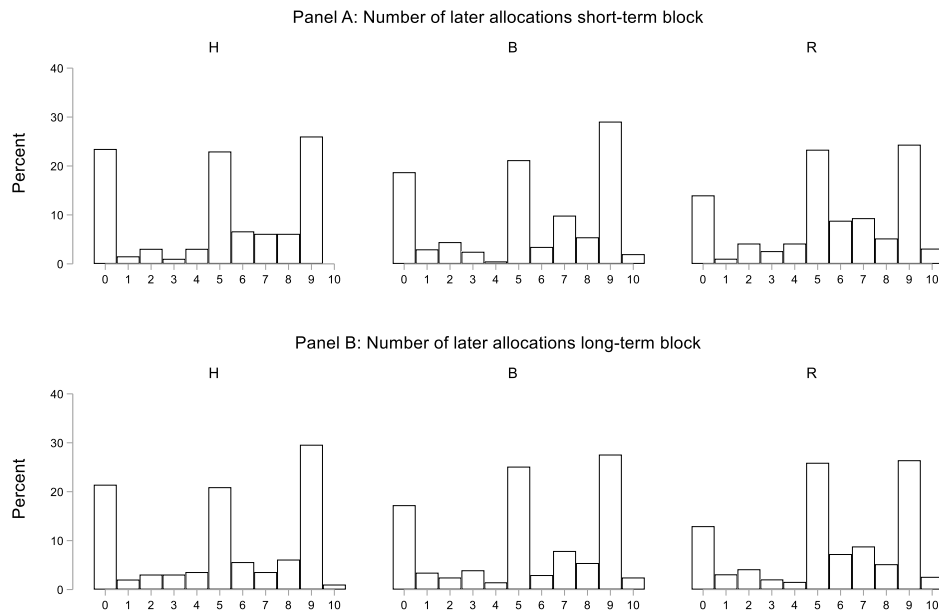 Panel A: Number of later allocations short-term block
H B R
Percent
40
30
20
10
0
0 1 2 3 4 5 6 7 8 9 10 0 1 2 3 4 5 6 7 8 9 10 0 1 2 3 4 5 6 7 8 9 10
Panel B: Number of later allocations long-term block
H B R
Percent
40
30
20
10
0
0 1 2 3 4 5 6 7 8 9 10 0 1 2 3 4 5 6 7 8 9 10 0 1 2 3 4 5 6 7 8 9 10